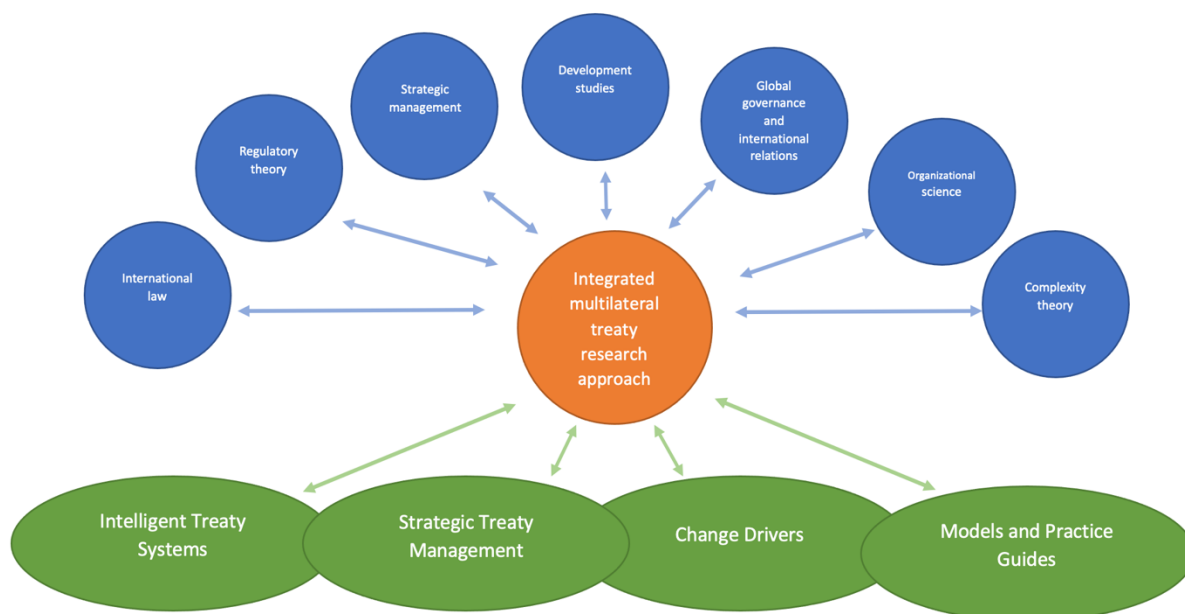 International
law
Regulatory
theory
Strategic
management
Development
studies
Global
governance
and
international
relations
Organizational
science
Complexity
theory
Integrated
multilateral
treaty
research
approach
Intelligent Treaty
Systems
Strategic Treaty
Management
Change Drivers
Models and Practice
Guides